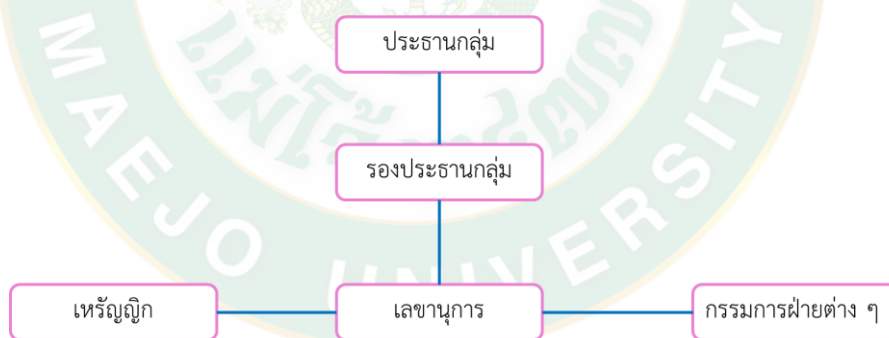 ประธานกลุ่ม
รองประธานกลุ่ม
เหรัญญิก
เลขานุการ
กรรมการฝ่ายต่าง ๆ
MAEJO UNIVERSITY